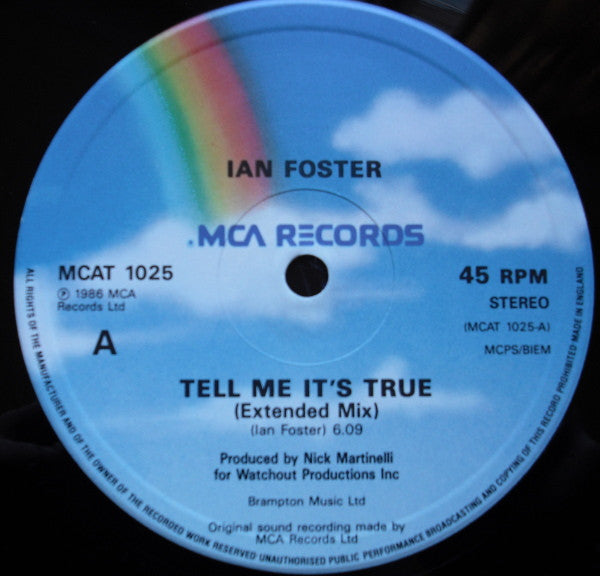 IAN FOSTER
MCA RECORDS
MCAT 1025
℗ 1986 MCA
Records Ltd
A
45 RPM
STEREO
(MCAT 1025-A)
MCPS/BIEM
TELL ME IT'S TRUE
(Extended Mix)
(Ian Foster) 6.09
Produced by Nick Martinelli
for Watchout Productions Inc
Brampton Music Ltd
Original sound recording made by
MCA Records Ltd
ALL RIGHTS OF THE MANUFACTURER AND OF THE OWNER OF THE RECORDED WORK RESERVED UNAUTHORISED PUBLIC PERFORMANCE BROADCASTING AND COPYING OF THIS RECORD PROHIBITED MADE IN ENGLAND